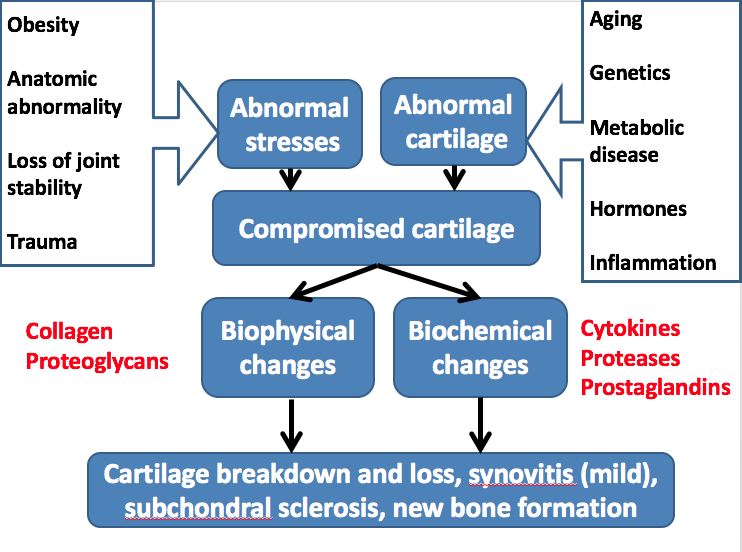 Obesity
Anatomic
abnormality
Loss of joint
stability
Trauma
Abnormal
stresses
Abnormal
cartilage
Aging
Genetics
Metabolic
disease
Hormones
Inflammation
Compromised cartilage
Collagen
Proteoglycans
Biophysical
changes
Biochemical
changes
Cytokines
Proteases
Prostaglandins
Cartilage breakdown and loss, synovitis (mild),
subchondral sclerosis, new bone formation